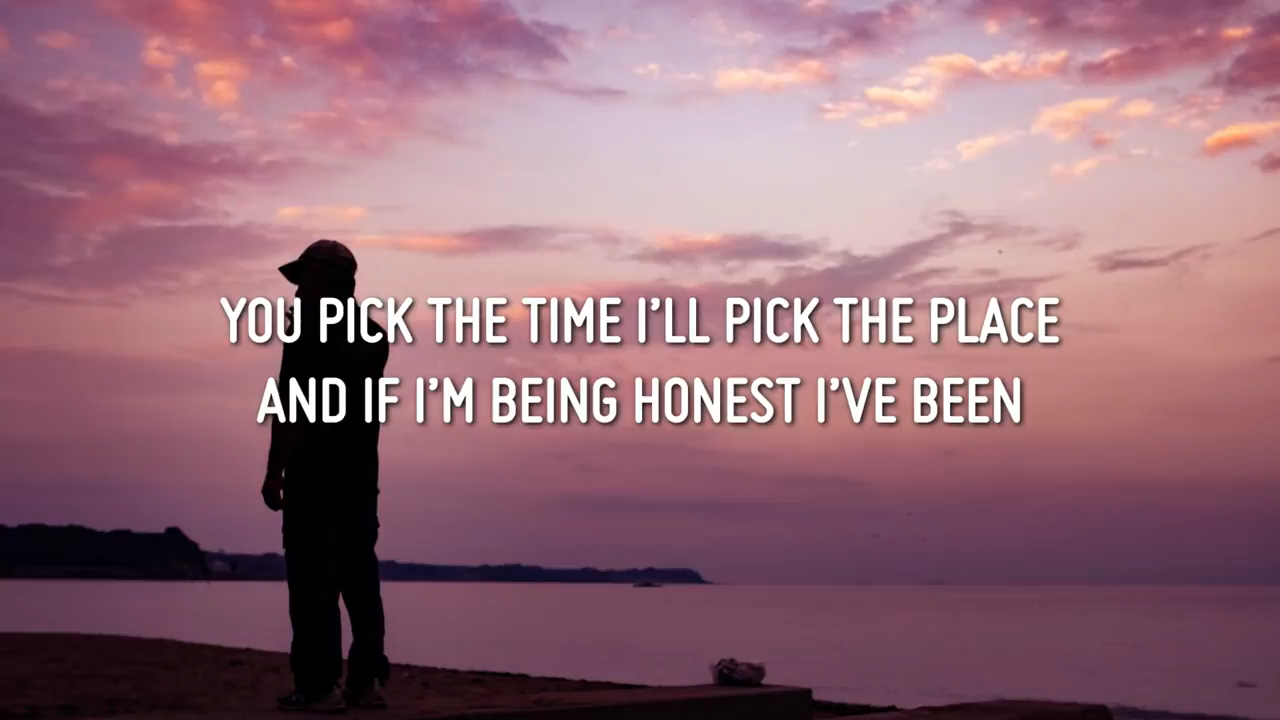 YOU PICK THE TIME I’LL PICK THE PLACE
AND IF I’M BEING HONEST I’VE BEEN